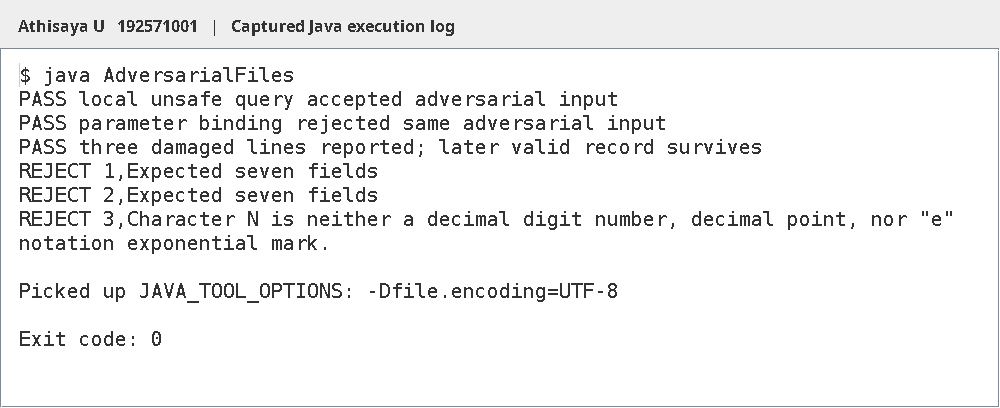 Athisaya U 192571001 | Captured Java execution log
$ java AdversarialFiles
PASS local unsafe query accepted adversarial input
PASS parameter binding rejected same adversarial input
PASS three damaged lines reported; later valid record survives
REJECT 1,Expected seven fields
REJECT 2,Expected seven fields
REJECT 3,Character N is neither a decimal digit number, decimal point, nor "e"
notation exponential mark.
Picked up JAVA_TOOL_OPTIONS: -Dfile.encoding=UTF-8
Exit code: 0